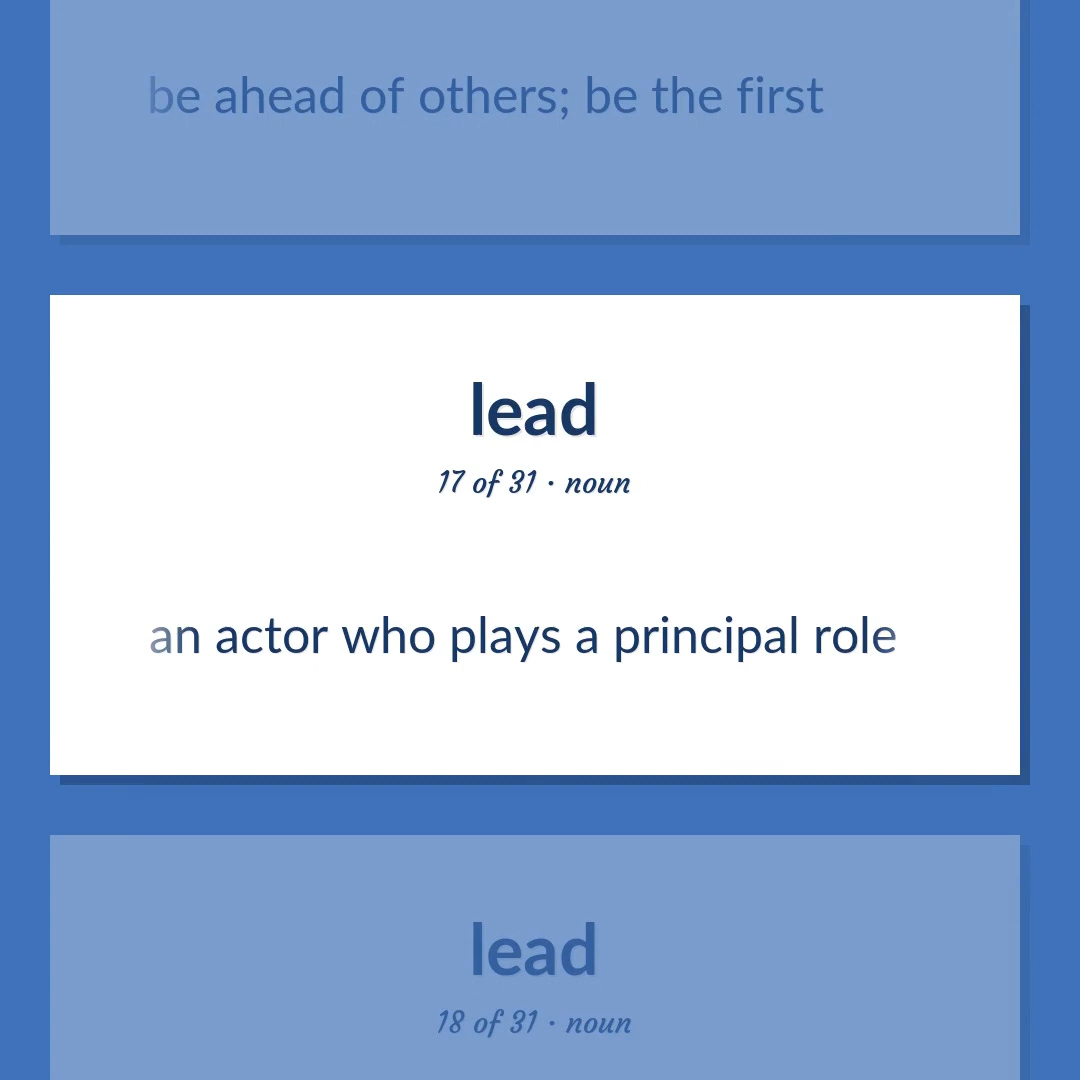 be ahead of others; be the first
lead
17 of 31 · noun
an actor who plays a principal role
lead
18 of 31 · noun